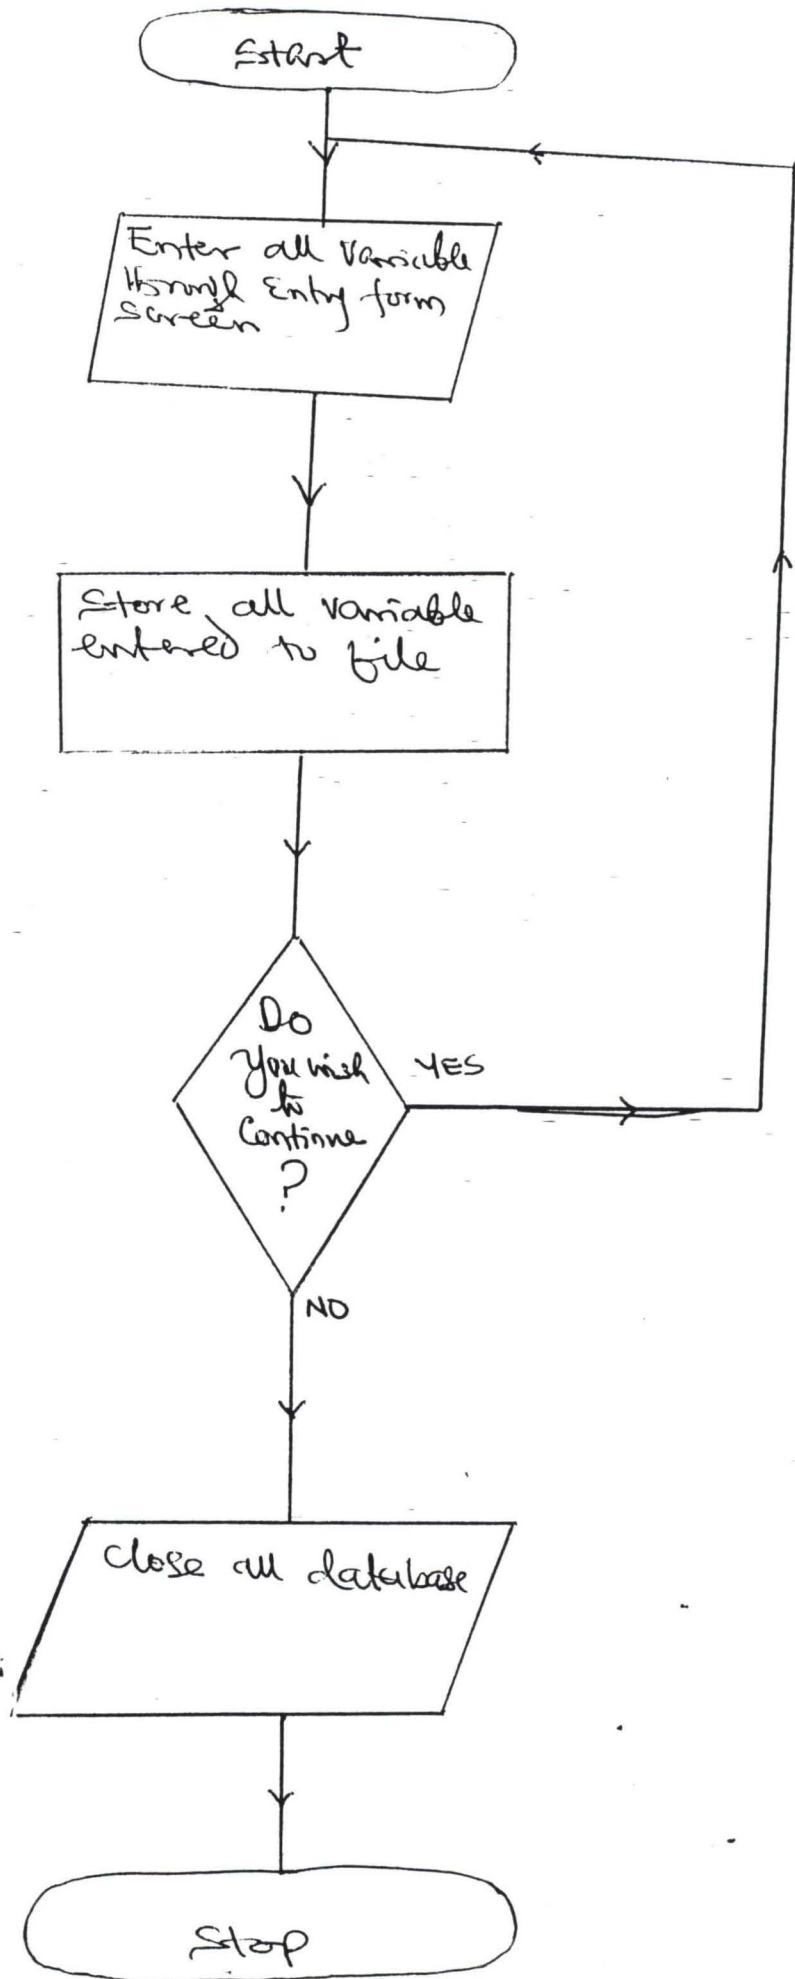 Start
Enter all variable
through Entry form
screen
Store all variable
entered to file
Do
You wish
to
Continue
?
YES
NO
Close all database
Stop